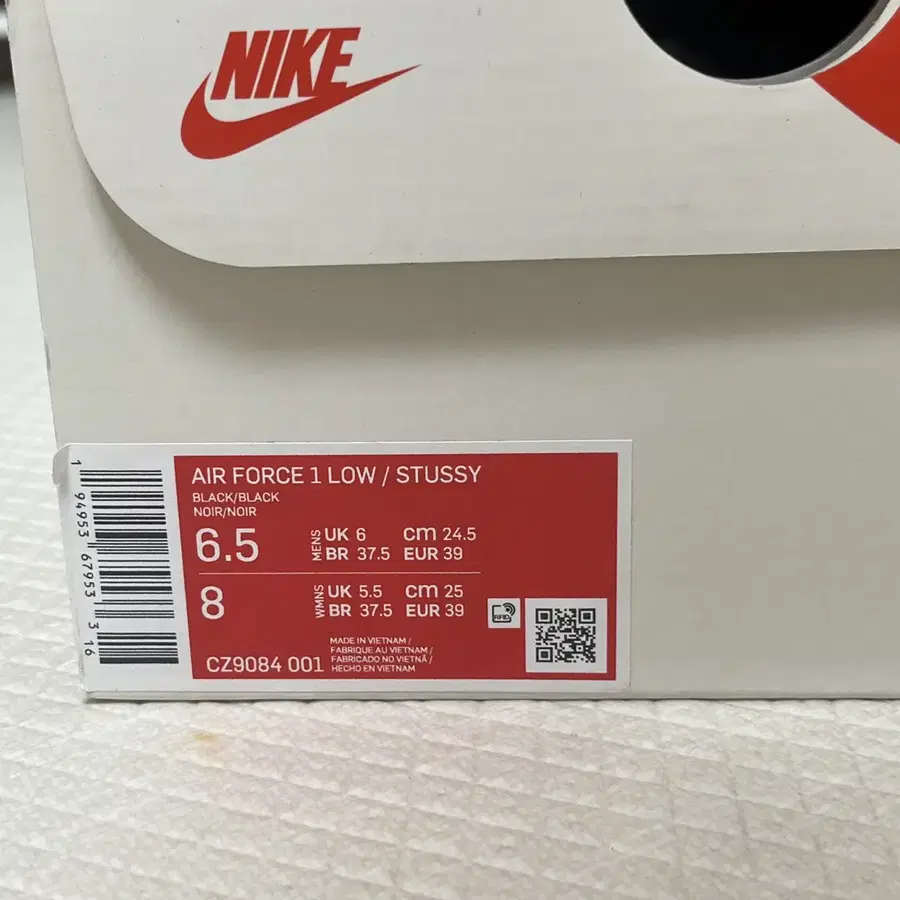 NIKE
AIR FORCE 1 LOW / STUSSY
BLACK/BLACK
NOIR/NOIR
6.5 MENS UK 6 cm 24.5
BR 37.5 EUR 39
8 WMNS UK 5.5 cm 25
BR 37.5 EUR 39
RFID
MADE IN VIETNAM /
FABRIQUE AU VIETNAM /
FABRICADO NO VIETNÃ /
HECHO EN VIETNAM
CZ9084 001
1 94953 67953 3 16